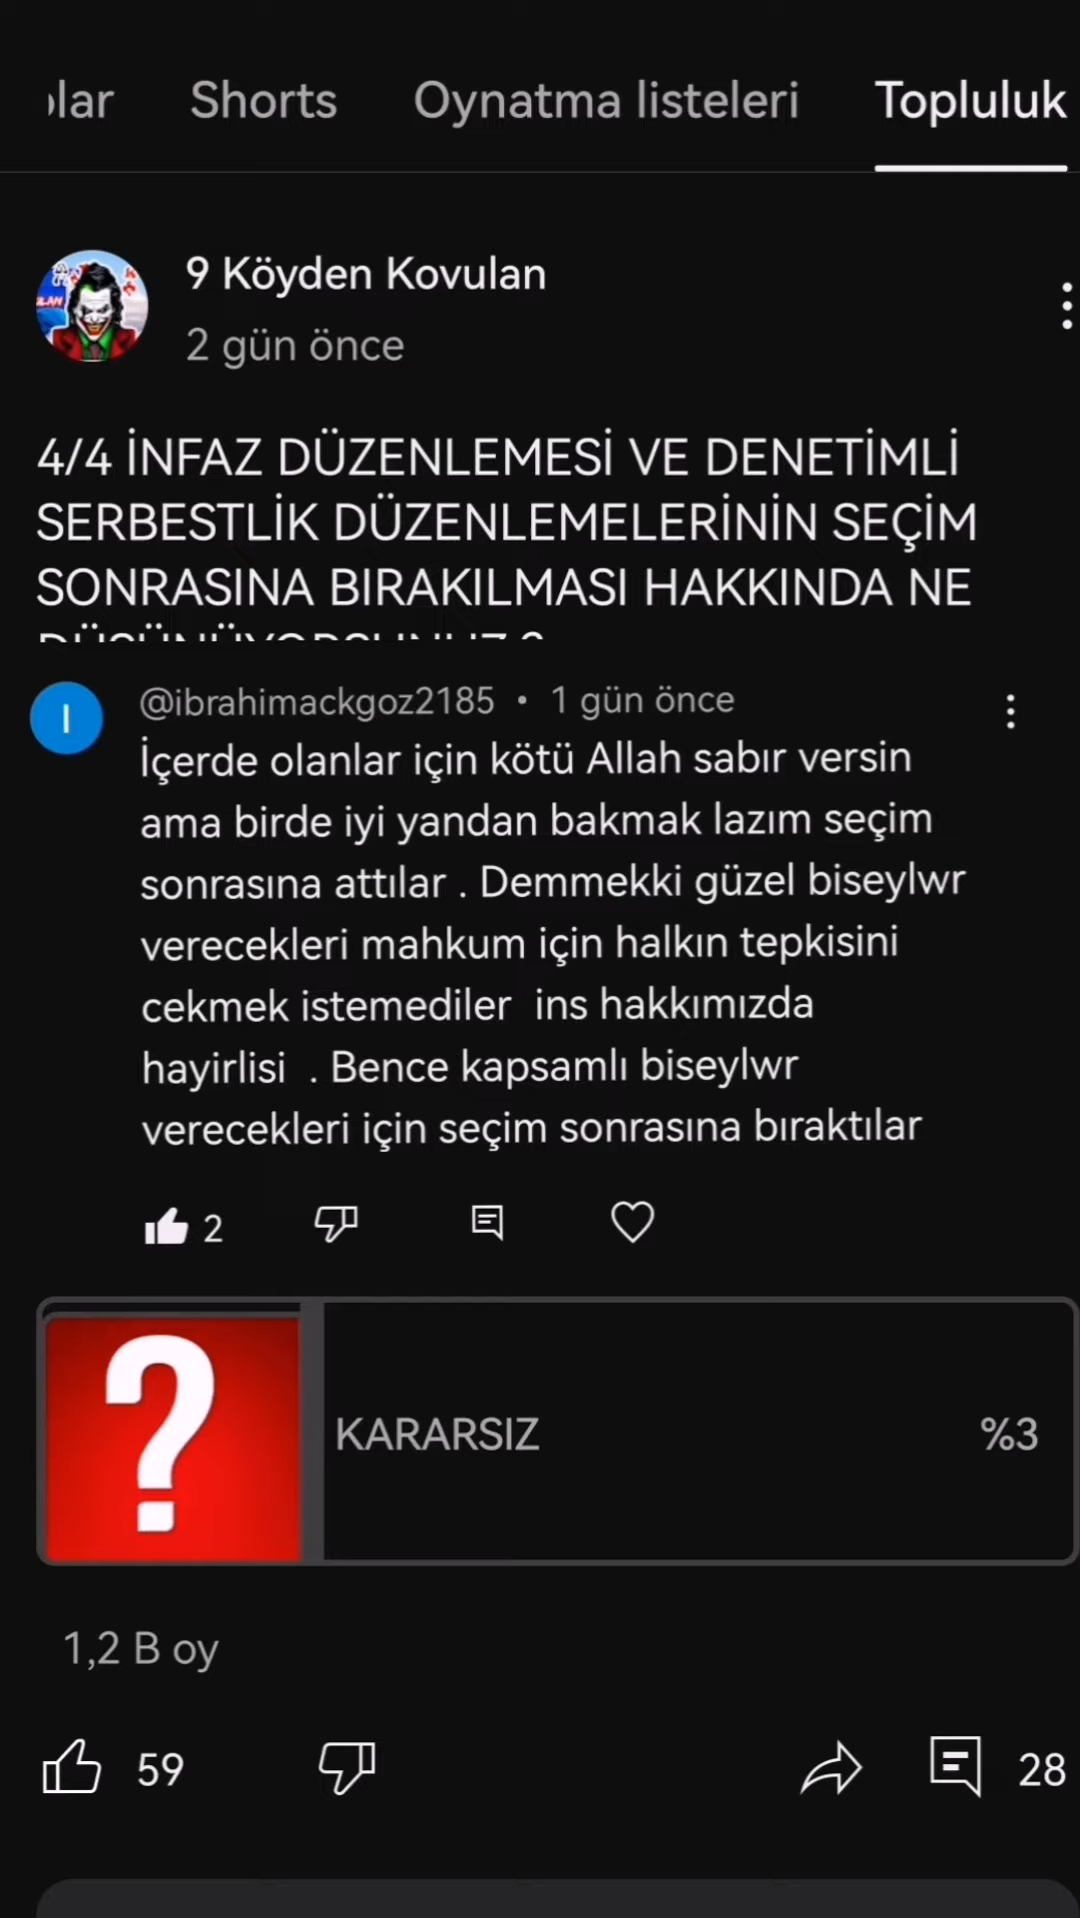 lar Shorts Oynatma listeleri Topluluk
9 Köyden Kovulan
2 gün önce
4/4 İNFAZ DÜZENLEMESİ VE DENETİMLİ
SERBESTLİK DÜZENLEMELERİNİN SEÇİM
SONRASINA BIRAKILMASI HAKKINDA NE
DÜŞÜNÜYORSUNUZ ?
I
@ibrahimackgoz2185 • 1 gün önce
İçerde olanlar için kötü Allah sabır versin
ama birde iyi yandan bakmak lazım seçim
sonrasına attılar . Demmekki güzel biseylwr
verecekleri mahkum için halkın tepkisini
cekmek istemediler ins hakkımızda
hayirlisi . Bence kapsamlı biseylwr
verecekleri için seçim sonrasına bıraktılar
2
?
KARARSIZ %3
1,2 B oy
59 28